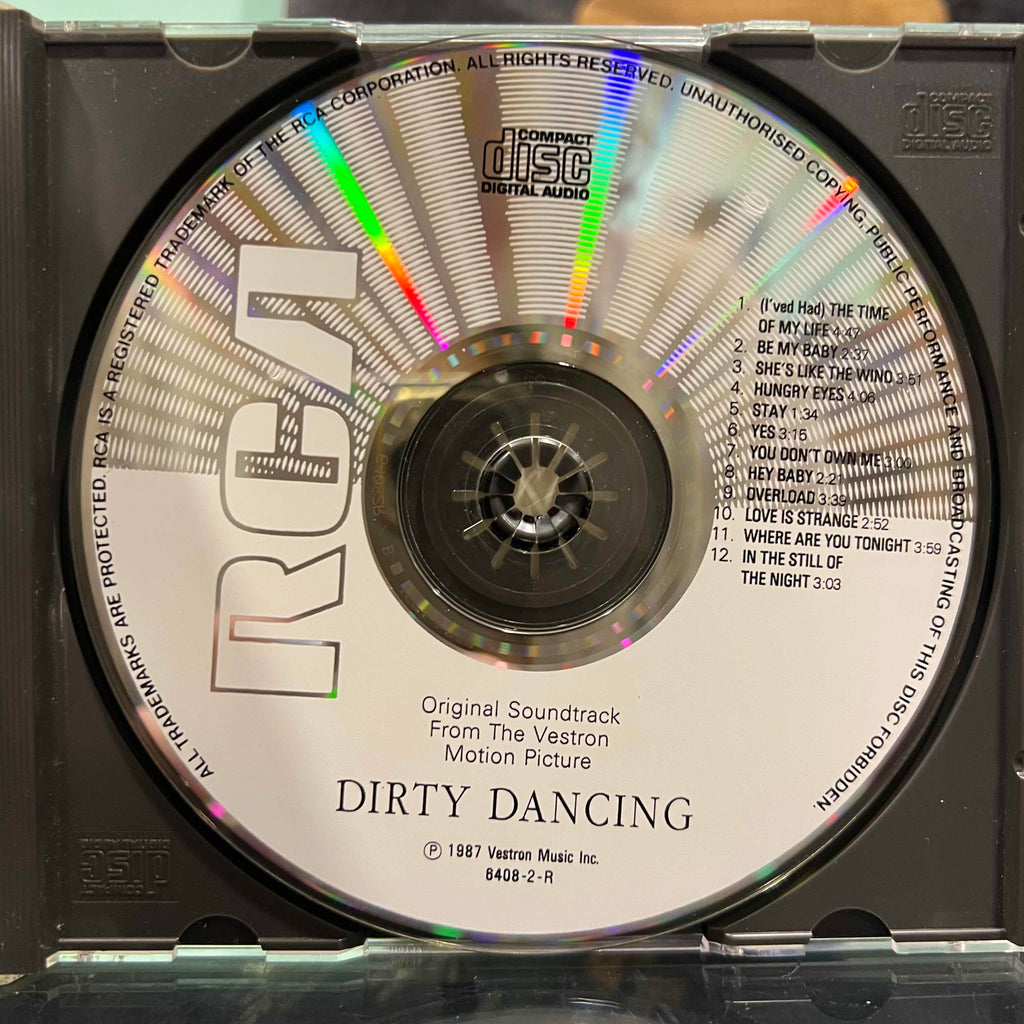 ALL TRADEMARKS ARE PROTECTED. RCA IS A REGISTERED TRADEMARK OF THE RCA CORPORATION. ALL RIGHTS RESERVED. UNAUTHORISED COPYING, PUBLIC PERFORMANCE AND BROADCASTING OF THIS DISC FORBIDDEN.
COMPACT
disc
DIGITAL AUDIO
COMPACT
disc
DIGITAL AUDIO
RCA
1. (I'ved Had) THE TIME
OF MY LIFE 4:47
2. BE MY BABY 2:37
3. SHE'S LIKE THE WIND 3:51
4. HUNGRY EYES 4:06
5. STAY 1:34
6. YES 3:15
7. YOU DON'T OWN ME 3:00
8. HEY BABY 2:21
9. OVERLOAD 3:39
10. LOVE IS STRANGE 2:52
11. WHERE ARE YOU TONIGHT 3:59
12. IN THE STILL OF
THE NIGHT 3:03
Original Soundtrack
From The Vestron
Motion Picture
DIRTY DANCING
Ⓟ 1987 Vestron Music Inc.
6408-2-R
COMPACT
disc
DIGITAL AUDIO